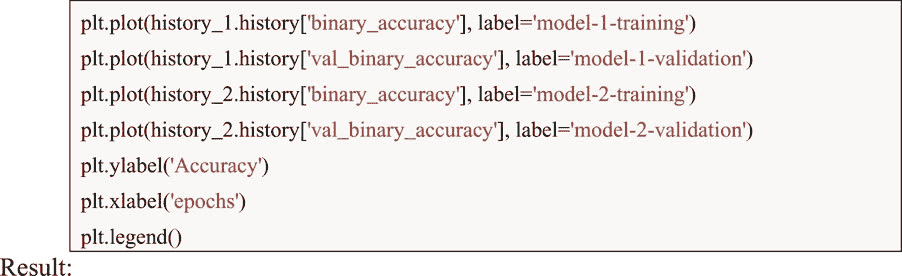 plt.plot(history_1.history['binary_accuracy'], label='model-1-training')
plt.plot(history_1.history['val_binary_accuracy'], label='model-1-validation')
plt.plot(history_2.history['binary_accuracy'], label='model-2-training')
plt.plot(history_2.history['val_binary_accuracy'], label='model-2-validation')
plt.ylabel('Accuracy')
plt.xlabel('epochs')
plt.legend()
Result: